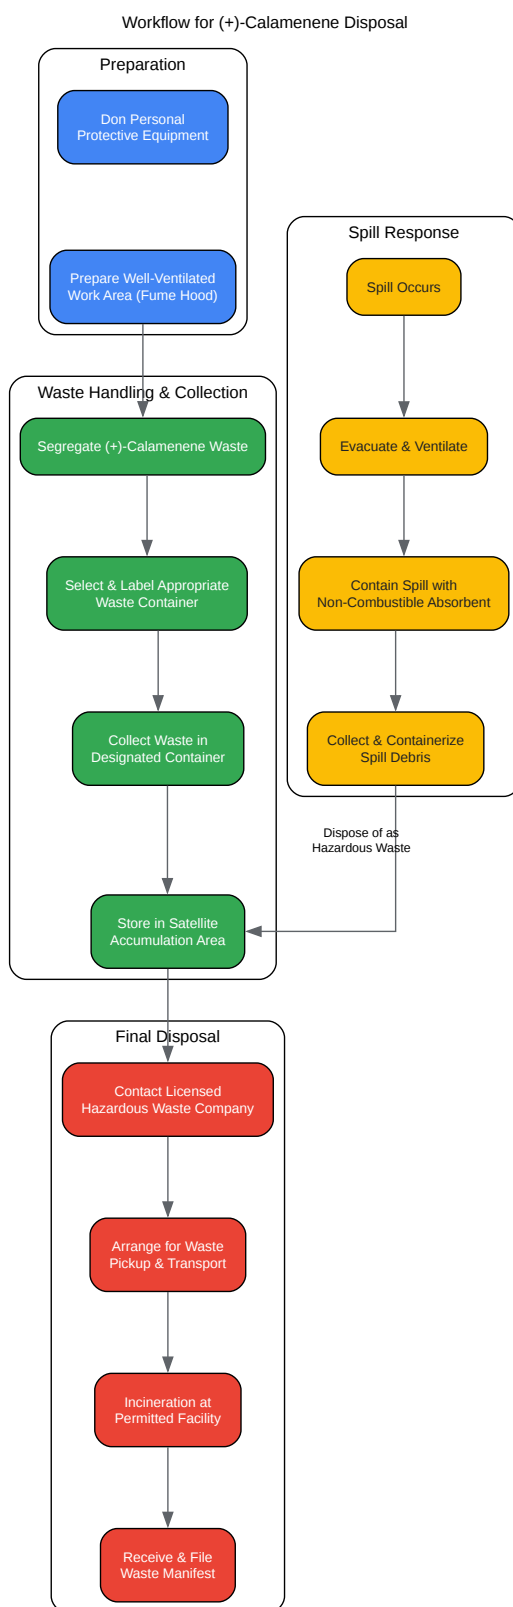 Workflow for (+)-Calamenene Disposal
Preparation
Don Personal
Protective Equipment
Prepare Well-Ventilated
Work Area (Fume Hood)
Waste Handling & Collection
Segregate (+)-Calamenene Waste
Select & Label Appropriate
Waste Container
Collect Waste in
Designated Container
Store in Satellite
Accumulation Area
Spill Response
Spill Occurs
Evacuate & Ventilate
Contain Spill with
Non-Combustible Absorbent
Collect & Containerize
Spill Debris
Dispose of as
Hazardous Waste
Final Disposal
Contact Licensed
Hazardous Waste Company
Arrange for Waste
Pickup & Transport
Incineration at
Permitted Facility
Receive & File
Waste Manifest